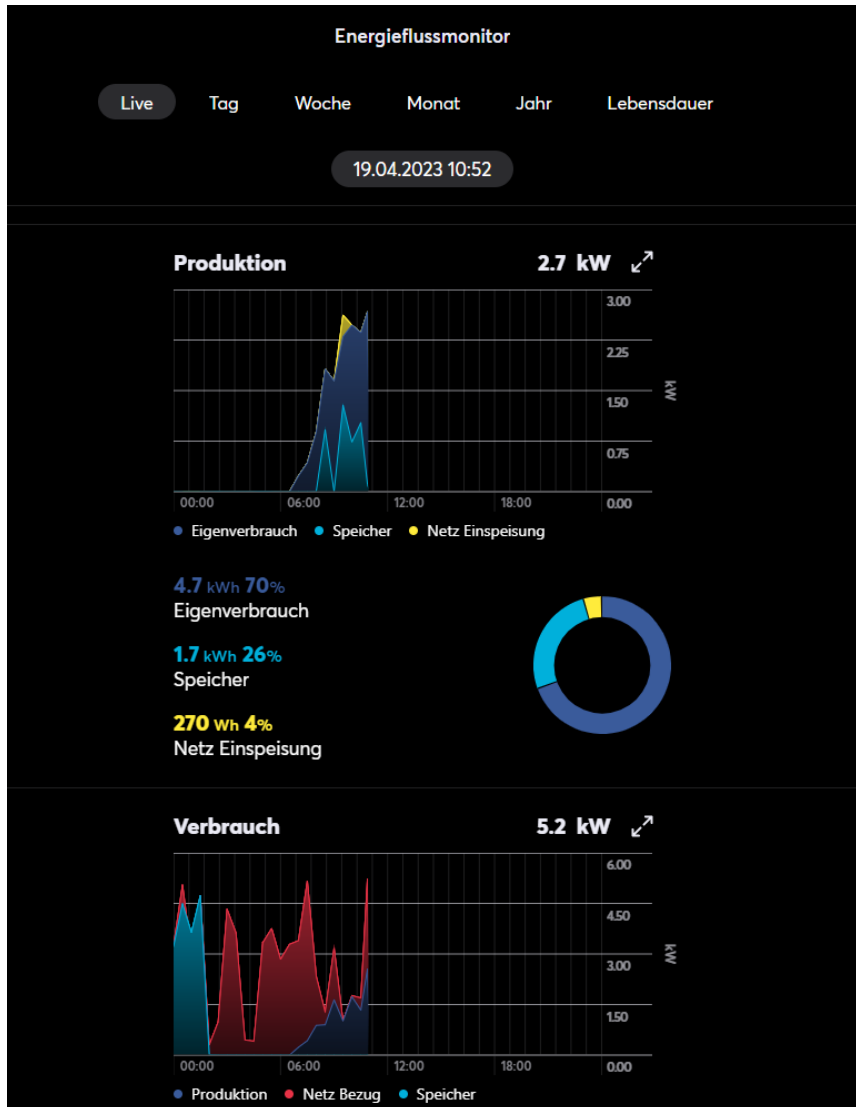 Energieflussmonitor
Live Tag Woche Monat Jahr Lebensdauer
19.04.2023 10:52
Produktion 2.7 kW
3.00
2.25
1.50
0.75
0.00
kW
00:00 06:00 12:00 18:00
Eigenverbrauch Speicher Netz Einspeisung
4.7 kWh 70%
Eigenverbrauch
1.7 kWh 26%
Speicher
270 Wh 4%
Netz Einspeisung
Verbrauch 5.2 kW
6.00
4.50
3.00
1.50
0.00
kW
00:00 06:00 12:00 18:00
Produktion Netz Bezug Speicher